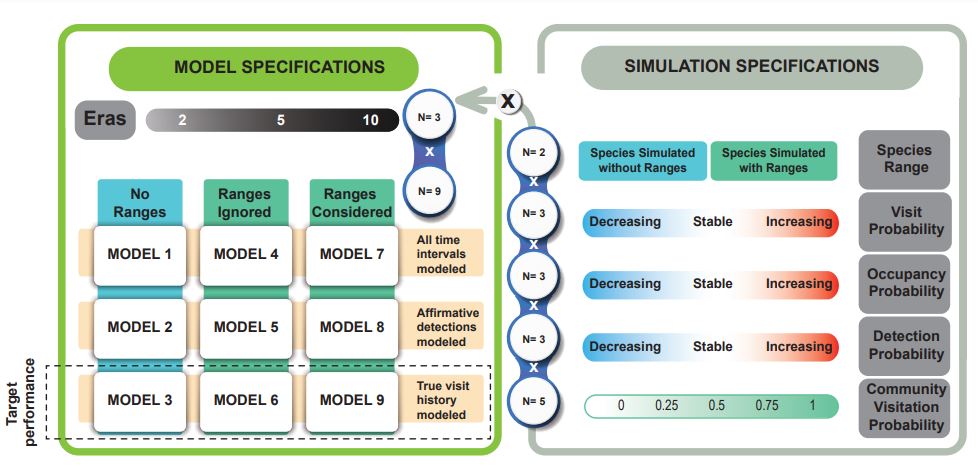 MODEL SPECIFICATIONS
Eras
2 5 10
N= 3
X
N= 9
No
Ranges
Ranges
Ignored
Ranges
Considered
MODEL 1
MODEL 4
MODEL 7
All time
intervals
modeled
MODEL 2
MODEL 5
MODEL 8
Affirmative
detections
modeled
Target
performance
MODEL 3
MODEL 6
MODEL 9
True visit
history
modeled
X
SIMULATION SPECIFICATIONS
N= 2
Species Simulated
without Ranges
Species Simulated
with Ranges
Species
Range
X
N= 3
Decreasing Stable Increasing
Visit
Probability
X
N= 3
Decreasing Stable Increasing
Occupancy
Probability
X
N= 3
Decreasing Stable Increasing
Detection
Probability
X
N= 5
0 0.25 0.5 0.75 1
Community
Visitation
Probability